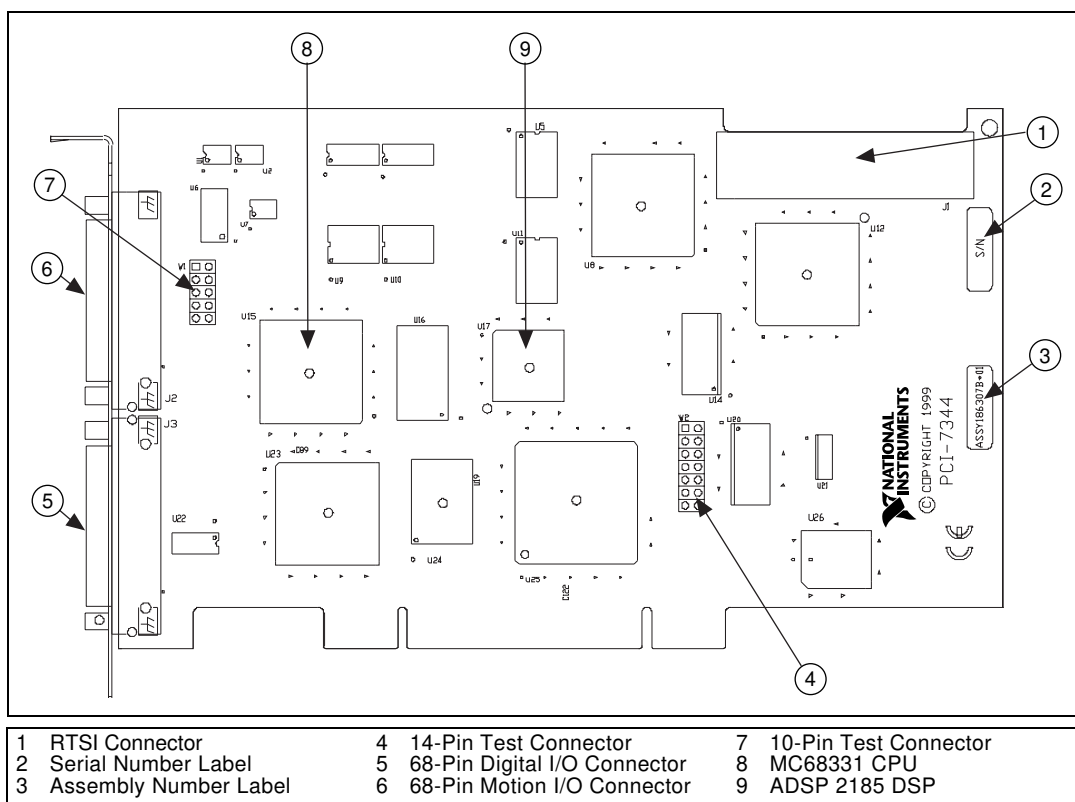 8
9
1
2
3
4
5
6
7
U5
U2
U6
U7
W1
U9
U10
U11
U8
J1
U12
S/N
U15
U16
U17
U14
J2
J3
W2
U20
U21
ASSY186307B*01
NATIONAL
INSTRUMENTS
© COPYRIGHT 1999
PCI-7344
U23
C89
U19
U22
U24
U25
C122
U26
1 RTSI Connector
2 Serial Number Label
3 Assembly Number Label
4 14-Pin Test Connector
5 68-Pin Digital I/O Connector
6 68-Pin Motion I/O Connector
7 10-Pin Test Connector
8 MC68331 CPU
9 ADSP 2185 DSP